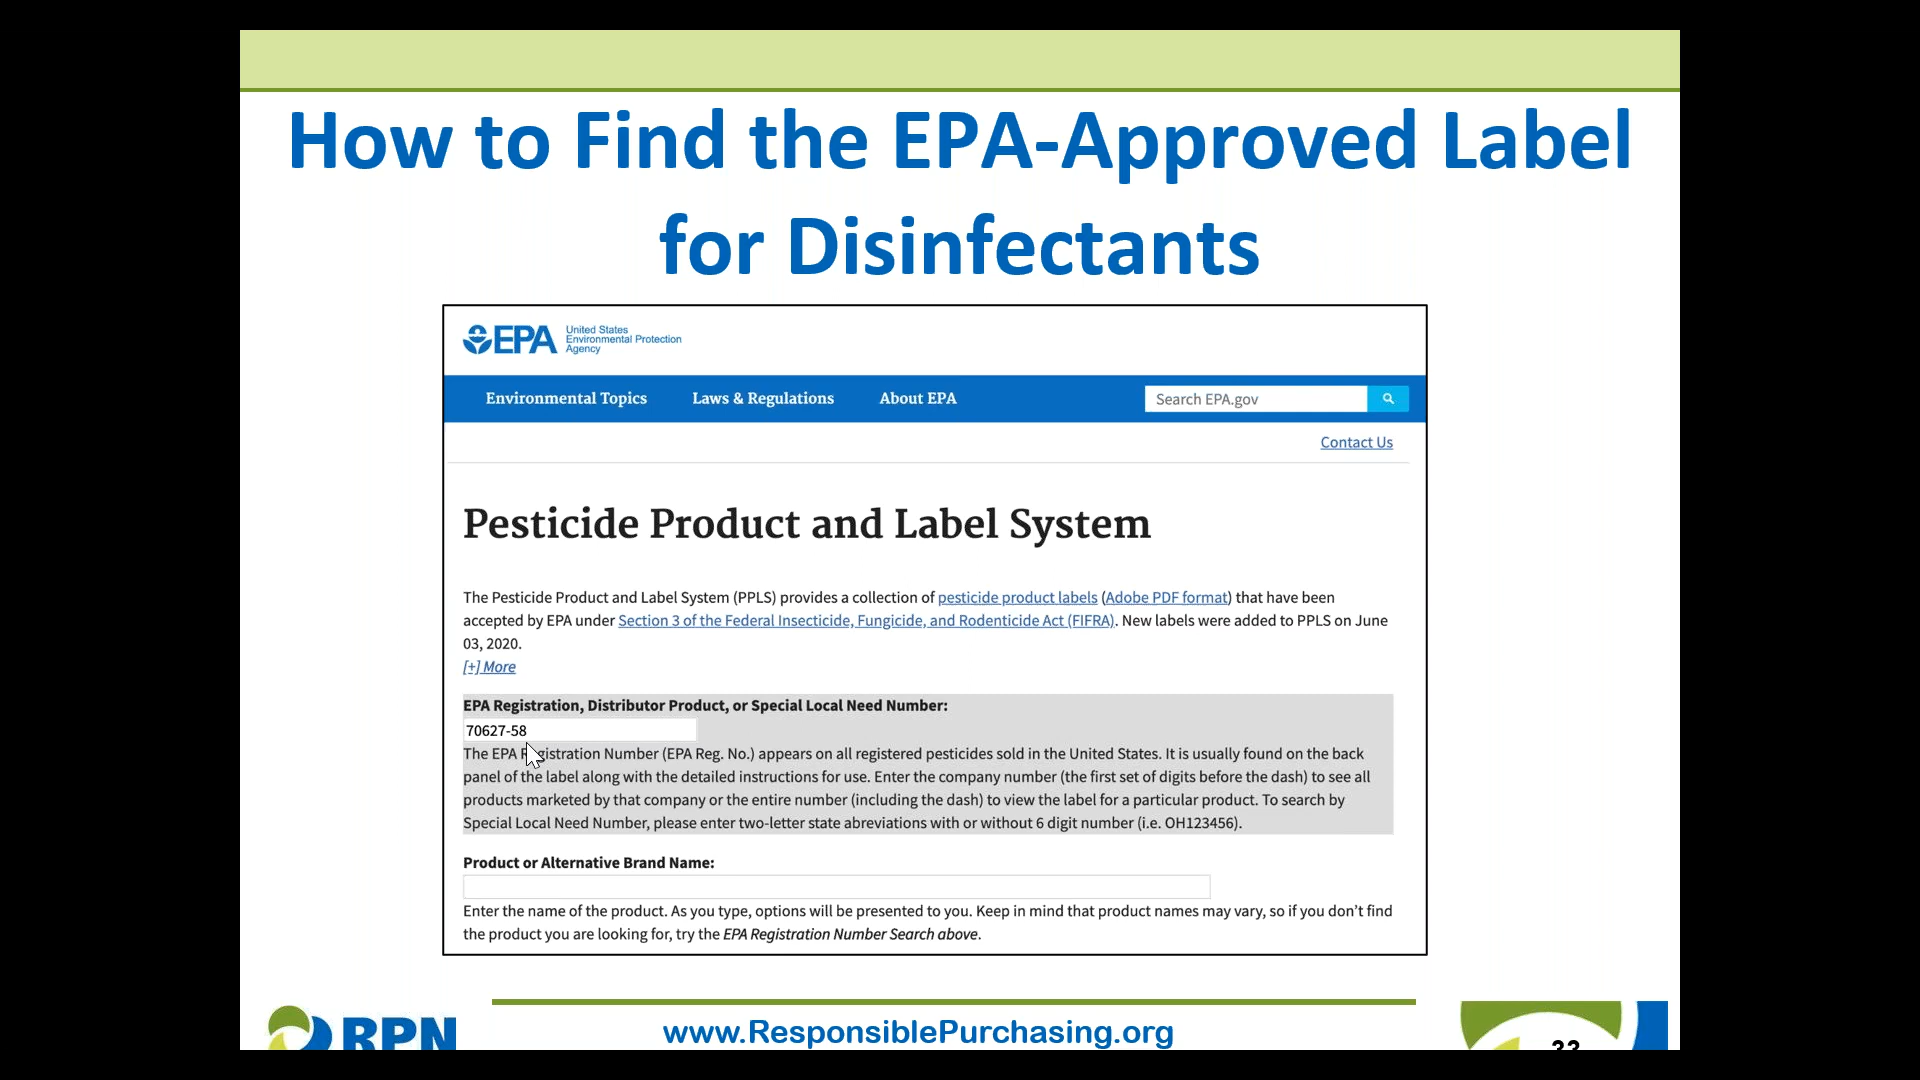 How to Find the EPA-Approved Label
for Disinfectants
EPA United States
Environmental Protection
Agency
Environmental Topics Laws & Regulations About EPA Search EPA.gov
Contact Us
Pesticide Product and Label System
The Pesticide Product and Label System (PPLS) provides a collection of pesticide product labels (Adobe PDF format) that have been
accepted by EPA under Section 3 of the Federal Insecticide, Fungicide, and Rodenticide Act (FIFRA). New labels were added to PPLS on June
03, 2020.
[+] More
EPA Registration, Distributor Product, or Special Local Need Number:
70627-58
The EPA Registration Number (EPA Reg. No.) appears on all registered pesticides sold in the United States. It is usually found on the back
panel of the label along with the detailed instructions for use. Enter the company number (the first set of digits before the dash) to see all
products marketed by that company or the entire number (including the dash) to view the label for a particular product. To search by
Special Local Need Number, please enter two-letter state abreviations with or without 6 digit number (i.e. OH123456).
Product or Alternative Brand Name:
Enter the name of the product. As you type, options will be presented to you. Keep in mind that product names may vary, so if you don't find
the product you are looking for, try the EPA Registration Number Search above.
RPN www.ResponsiblePurchasing.org 33